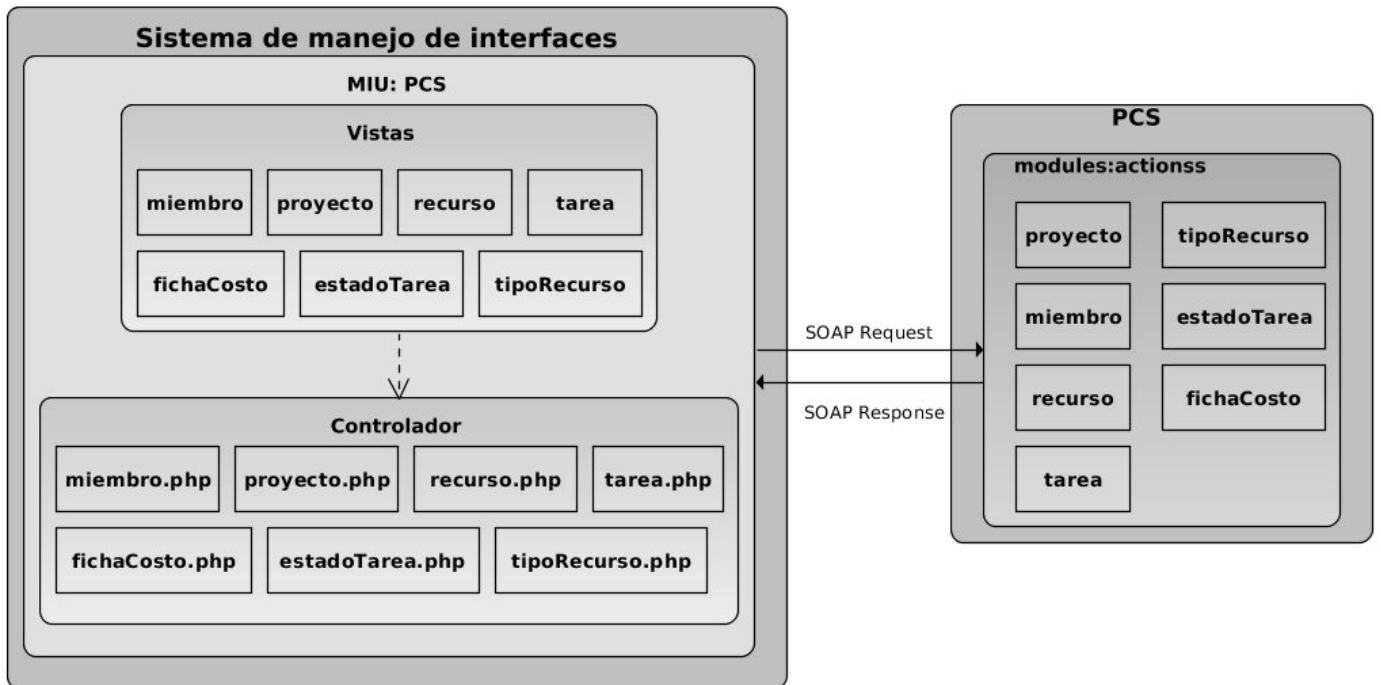 Sistema de manejo de interfaces
MIU: PCS
Vistas
miembro
proyecto
recurso
tarea
fichaCosto
estadoTarea
tipoRecurso
Controlador
miembro.php
proyecto.php
recurso.php
tarea.php
fichaCosto.php
estadoTarea.php
tipoRecurso.php
SOAP Request
SOAP Response
PCS
modules:actionss
proyecto
tipoRecurso
miembro
estadoTarea
recurso
fichaCosto
tarea